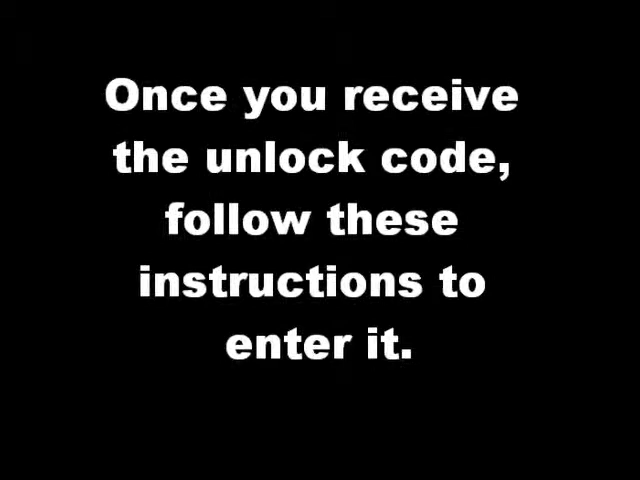 Once you receive
the unlock code,
follow these
instructions to
enter it.